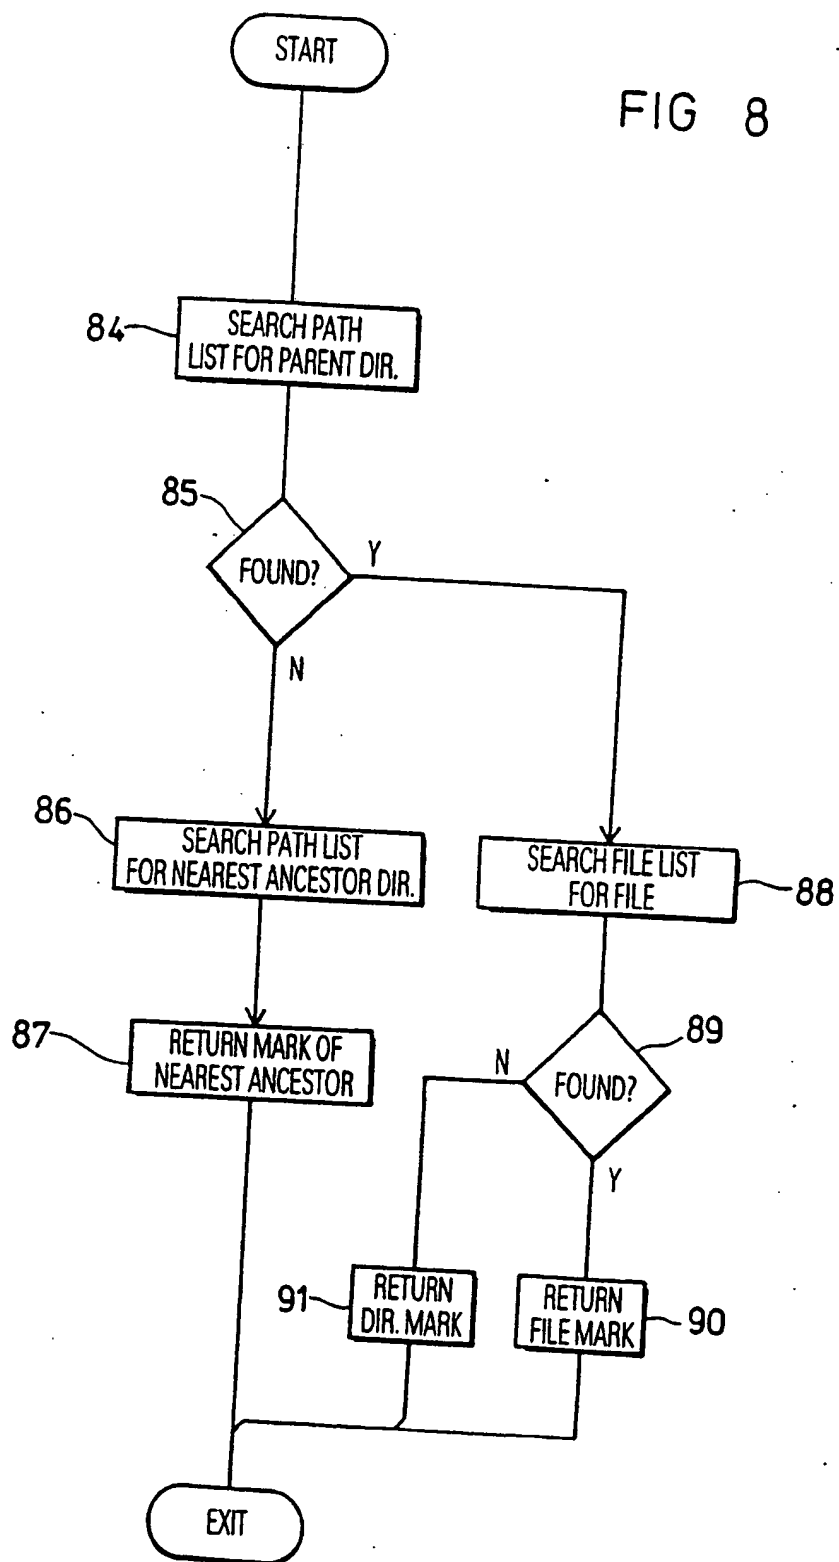 START
FIG 8
84
SEARCH PATH
LIST FOR PARENT DIR.
85
FOUND?
Y
N
86
SEARCH PATH LIST
FOR NEAREST ANCESTOR DIR.
SEARCH FILE LIST
FOR FILE
88
87
RETURN MARK OF
NEAREST ANCESTOR
89
N
FOUND?
Y
91
RETURN
DIR. MARK
RETURN
FILE MARK
90
EXIT